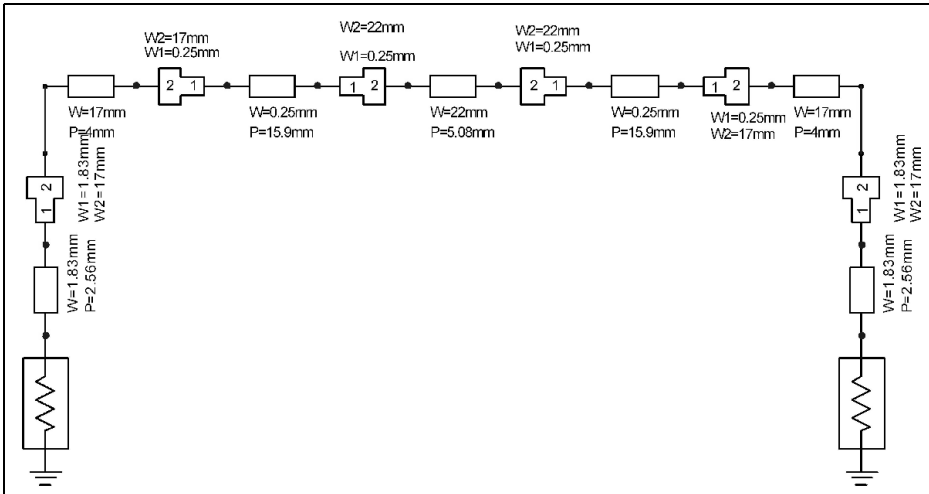 W2=17mm
W1=0.25mm
W2=22mm
W1=0.25mm
W2=22mm
W1=0.25mm
2 1
1 2
2 1
1 2
W=17mm
P=4mm
W=0.25mm
P=15.9mm
W=22mm
P=5.08mm
W=0.25mm
P=15.9mm
W1=0.25mm
W2=17mm
W=17mm
P=4mm
1 2
W1=1.83mm
W2=17mm
W=1.83mm
P=2.56mm
1 2
W1=1.83mm
W2=17mm
W=1.83mm
P=2.56mm